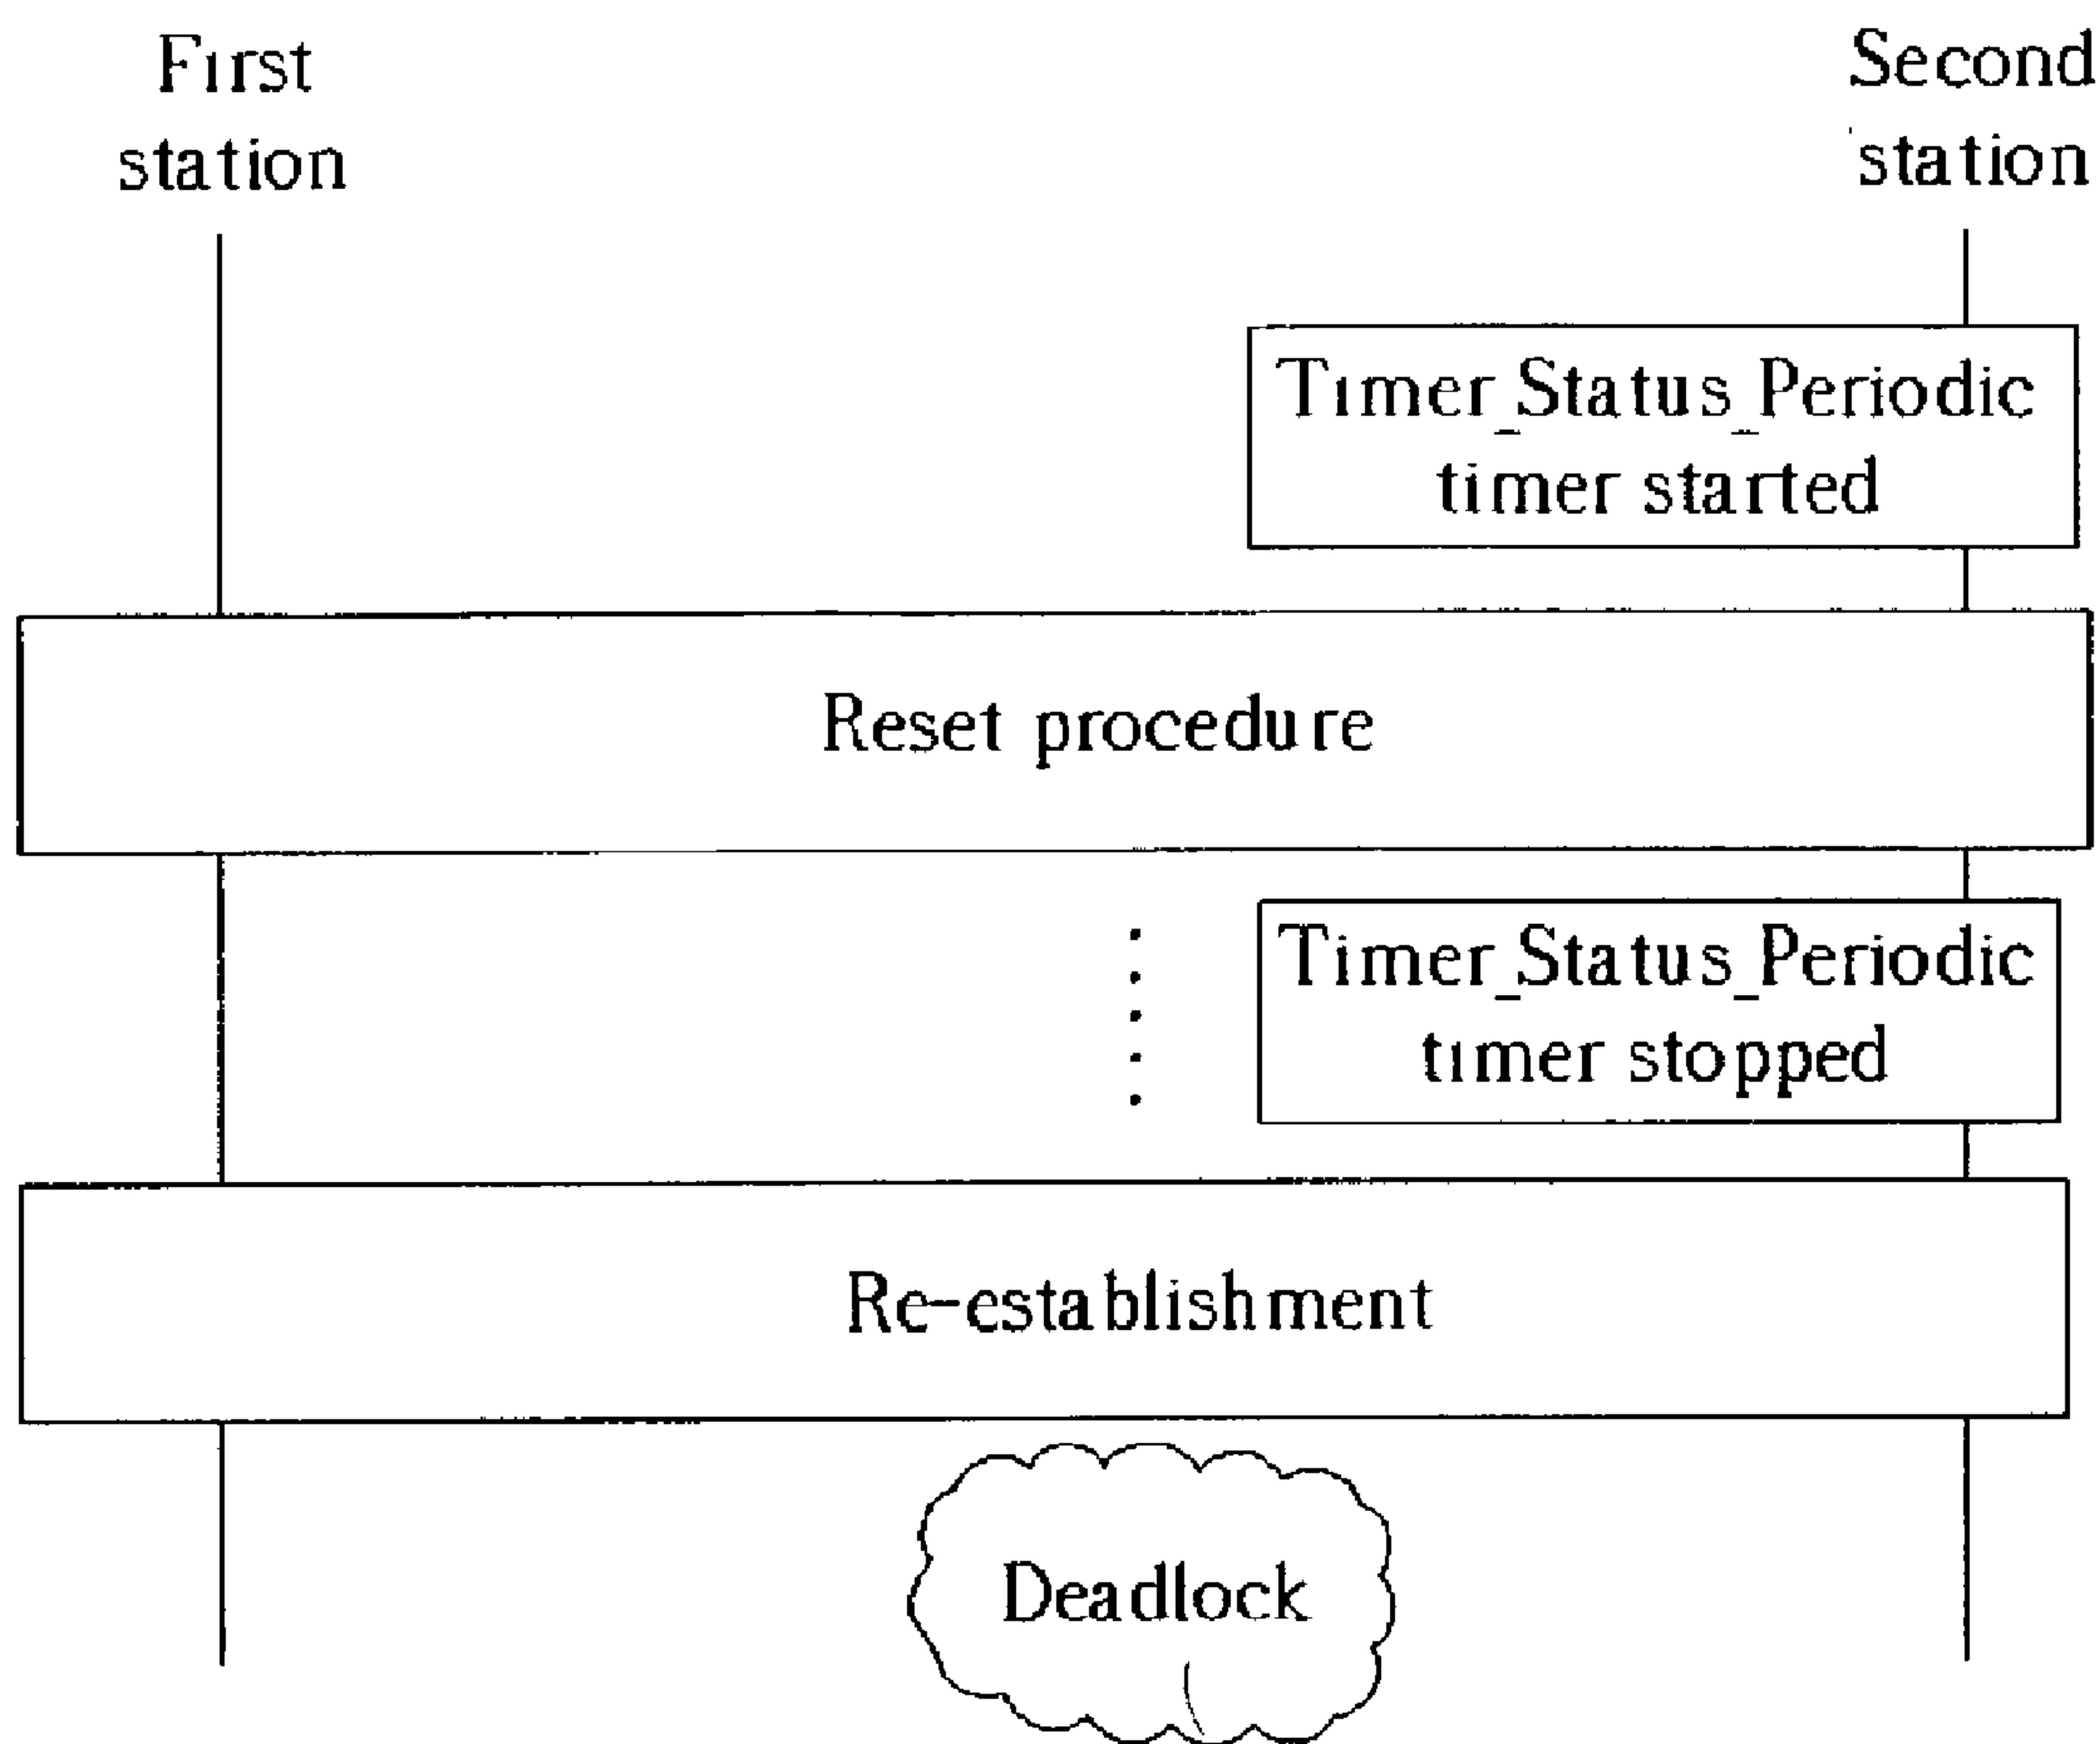 First
station
Second
station
Timer_Status_Periodic
timer started
Reset procedure
Timer_Status_Periodic
timer stopped
Re-establishment
Deadlock